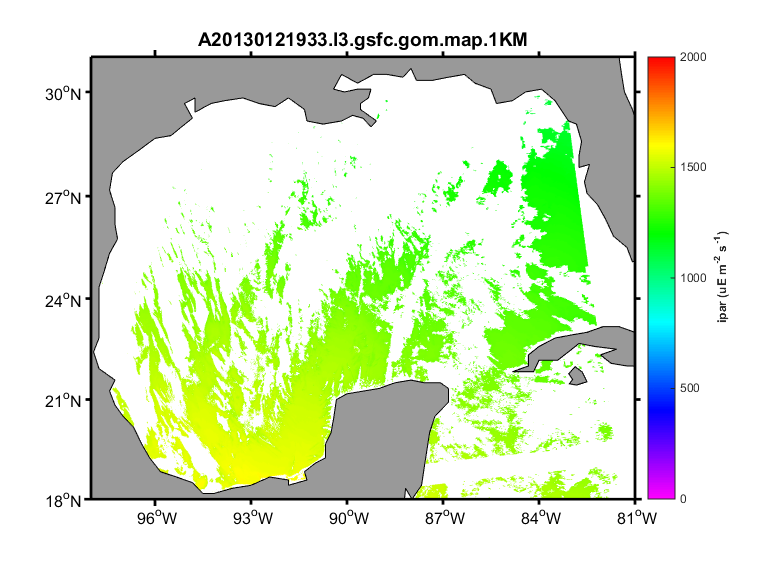 A20130121933.l3.gsfc.gom.map.1KM
30°N
27°N
24°N
21°N
18°N
96°W
93°W
90°W
87°W
84°W
81°W
2000
1500
1000
500
0
ipar (uE m⁻² s⁻¹)